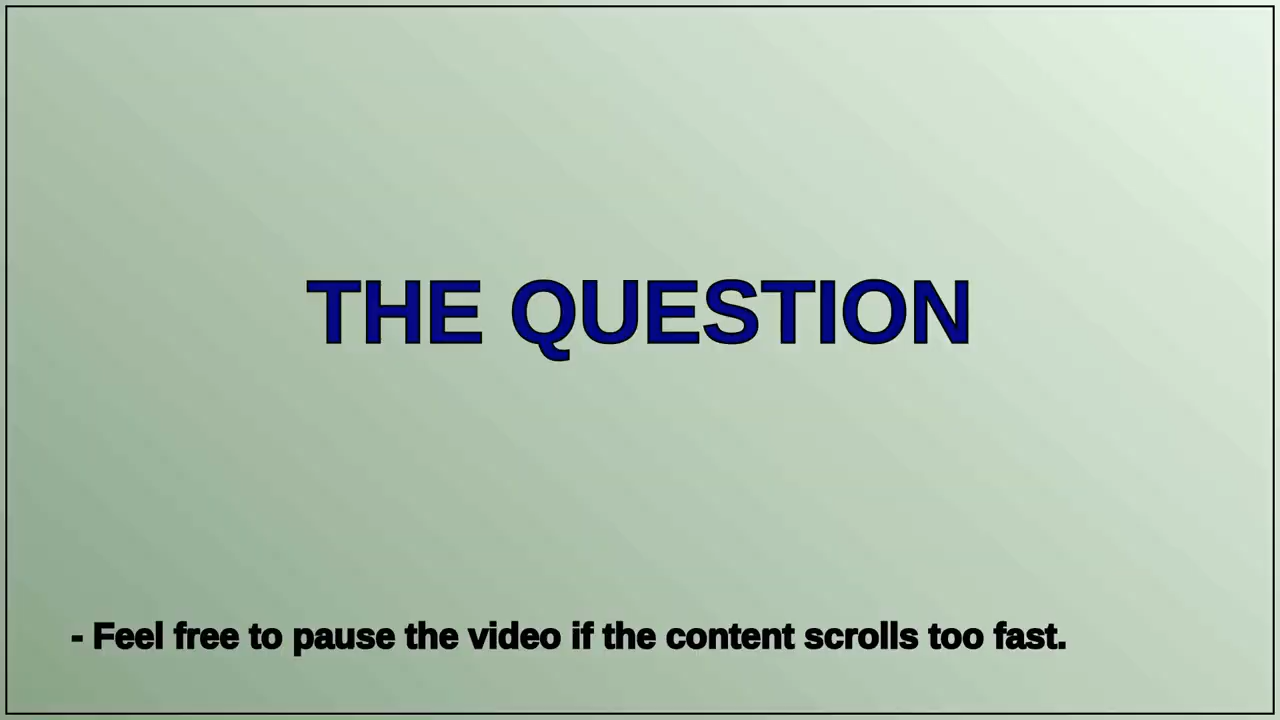 THE QUESTION
- Feel free to pause the video if the content scrolls too fast.